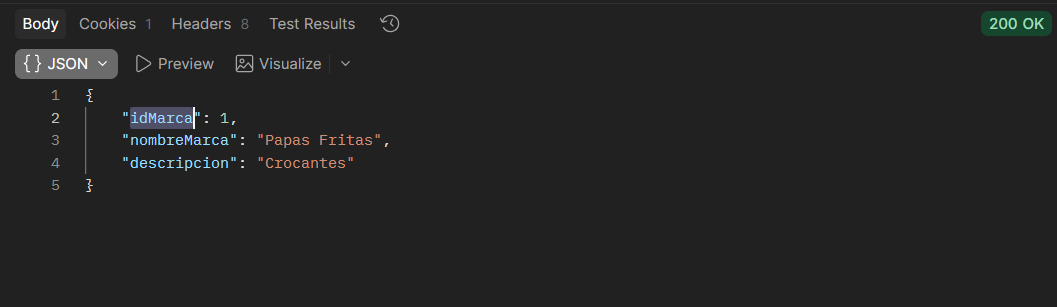 Body Cookies 1 Headers 8 Test Results 200 OK
{} JSON Preview Visualize
1 {
2 "idMarca": 1,
3 "nombreMarca": "Papas Fritas",
4 "descripcion": "Crocantes"
5 }